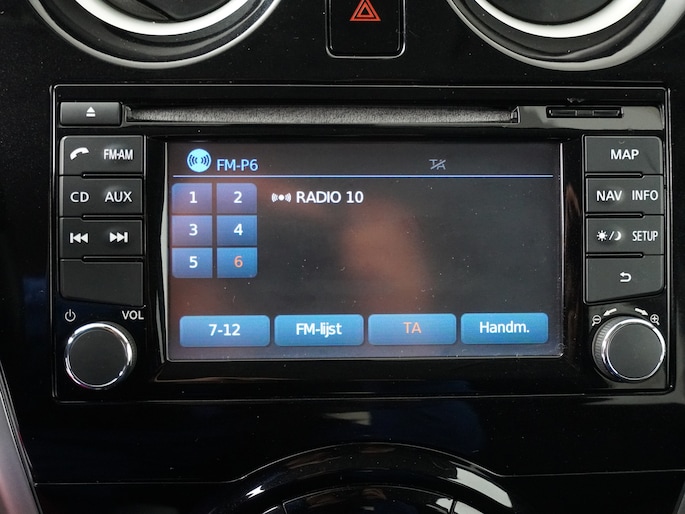 FM-AM
MAP
CD AUX
NAV INFO
SETUP
VOL
FM-P6
TA
1 2
RADIO 10
3 4
5 6
7-12
FM-lijst
TA
Handm.